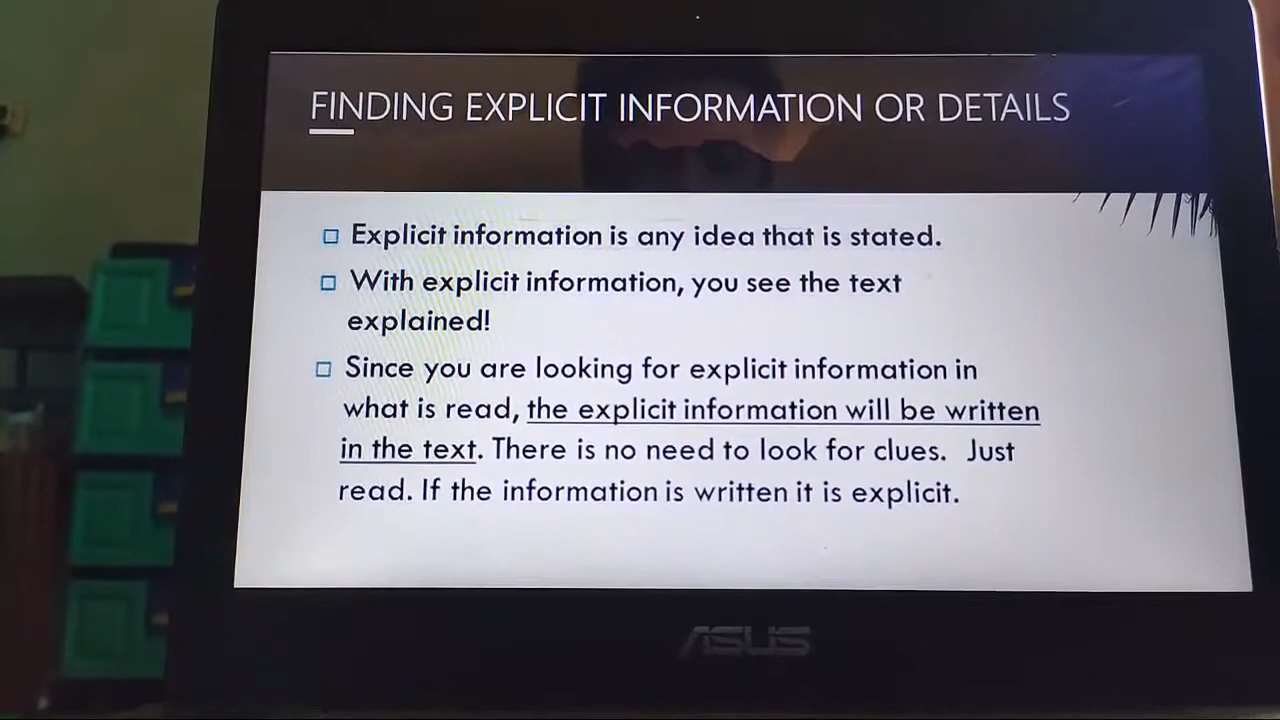 FINDING EXPLICIT INFORMATION OR DETAILS
Explicit information is any idea that is stated.
With explicit information, you see the text
explained!
Since you are looking for explicit information in
what is read, the explicit information will be written
in the text. There is no need to look for clues. Just
read. If the information is written it is explicit.
ASUS